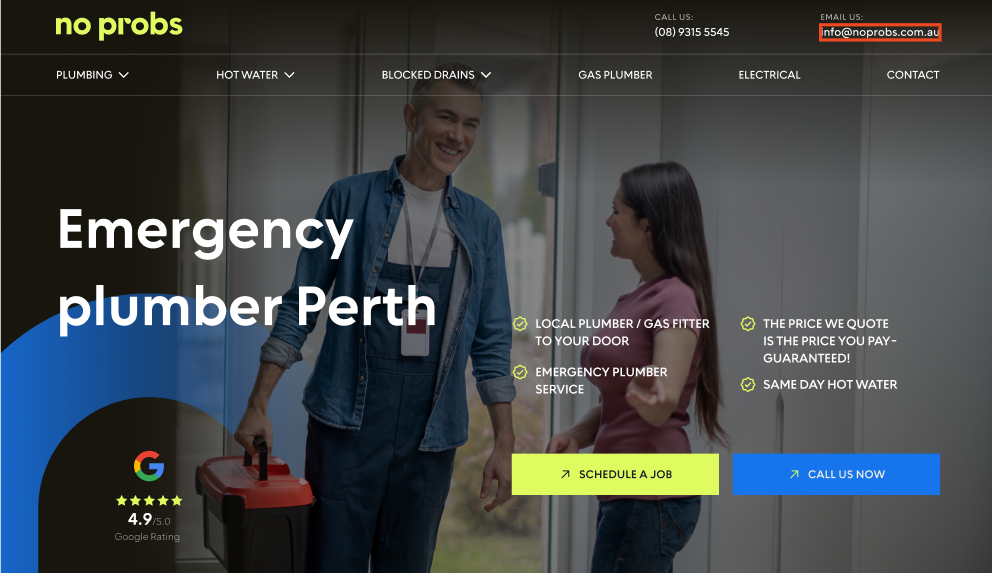 no probs
CALL US:
(08) 9315 5545
EMAIL US:
info@noprobs.com.au
PLUMBING
HOT WATER
BLOCKED DRAINS
GAS PLUMBER
ELECTRICAL
CONTACT
Emergency
plumber Perth
LOCAL PLUMBER / GAS FITTER
TO YOUR DOOR
EMERGENCY PLUMBER
SERVICE
THE PRICE WE QUOTE
IS THE PRICE YOU PAY-
GUARANTEED!
SAME DAY HOT WATER
SCHEDULE A JOB
CALL US NOW
G
4.9/5.0
Google Rating